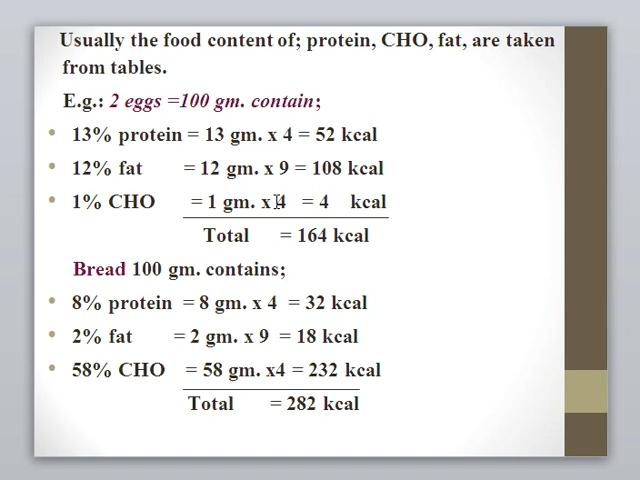 Usually the food content of; protein, CHO, fat, are taken
from tables.
E.g.: 2 eggs =100 gm. contain;
• 13% protein = 13 gm. x 4 = 52 kcal
• 12% fat = 12 gm. x 9 = 108 kcal
• 1% CHO = 1 gm. x 4 = 4 kcal
Total = 164 kcal
Bread 100 gm. contains;
• 8% protein = 8 gm. x 4 = 32 kcal
• 2% fat = 2 gm. x 9 = 18 kcal
• 58% CHO = 58 gm. x4 = 232 kcal
Total = 282 kcal